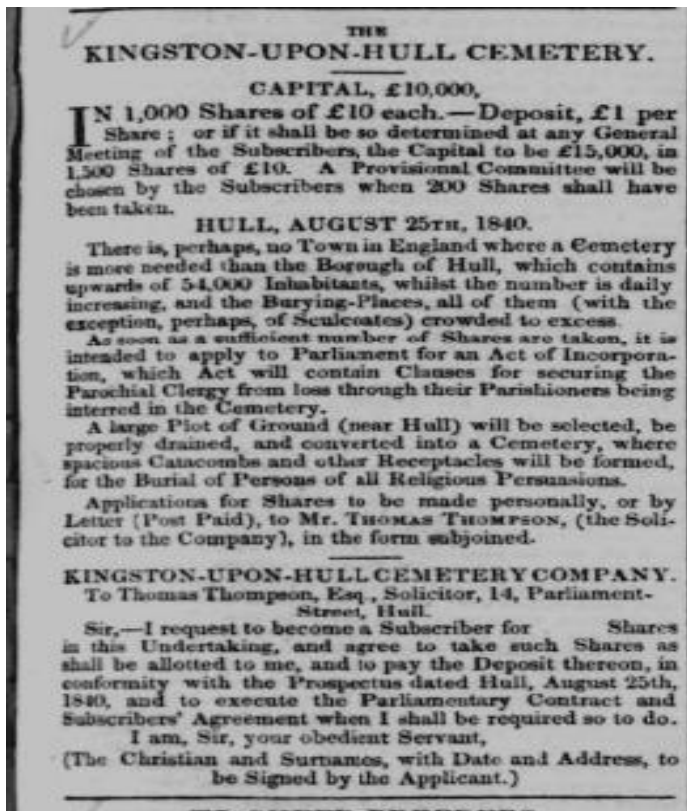 THE
KINGSTON-UPON-HULL CEMETERY.
CAPITAL, £10,000,
IN 1,000 Shares of £10 each.—Deposit, £1 per
Share; or if it shall be so determined at any General
Meeting of the Subscribers, the Capital to be £15,000, in
1,500 Shares of £10. A Provisional Committee will be
chosen by the Subscribers when 200 Shares shall have
been taken.
HULL, AUGUST 25TH, 1840.
There is, perhaps, no Town in England where a Cemetery
is more needed than the Borough of Hull, which contains
upwards of 54,000 Inhabitants, whilst the number is daily
increasing, and the Burying-Places, all of them (with the
exception, perhaps, of Sculcoates) crowded to excess.
As soon as a sufficient number of Shares are taken, it is
intended to apply to Parliament for an Act of Incorpora-
tion, which Act will contain Clauses for securing the
Parochial Clergy from loss through their Parishioners being
interred in the Cemetery.
A large Plot of Ground (near Hull) will be selected, be
properly drained, and converted into a Cemetery, where
spacious Catacombs and other Receptacles will be formed,
for the Burial of Persons of all Religious Persuasions.
Applications for Shares to be made personally, or by
Letter (Post Paid), to Mr. THOMAS THOMPSON, (the Soli-
citor to the Company), in the form subjoined.
KINGSTON-UPON-HULL CEMETERY COMPANY.
To Thomas Thompson, Esq., Solicitor, 14, Parliament-
Street, Hull.
Sir,—I request to become a Subscriber for Shares
in this Undertaking, and agree to take such Shares as
shall be allotted to me, and to pay the Deposit thereon, in
conformity with the Prospectus dated Hull, August 25th,
1840, and to execute the Parliamentary Contract and
Subscribers' Agreement when I shall be required so to do.
I am, Sir, your obedient Servant,
(The Christian and Surnames, with Date and Address, to
be Signed by the Applicant.)